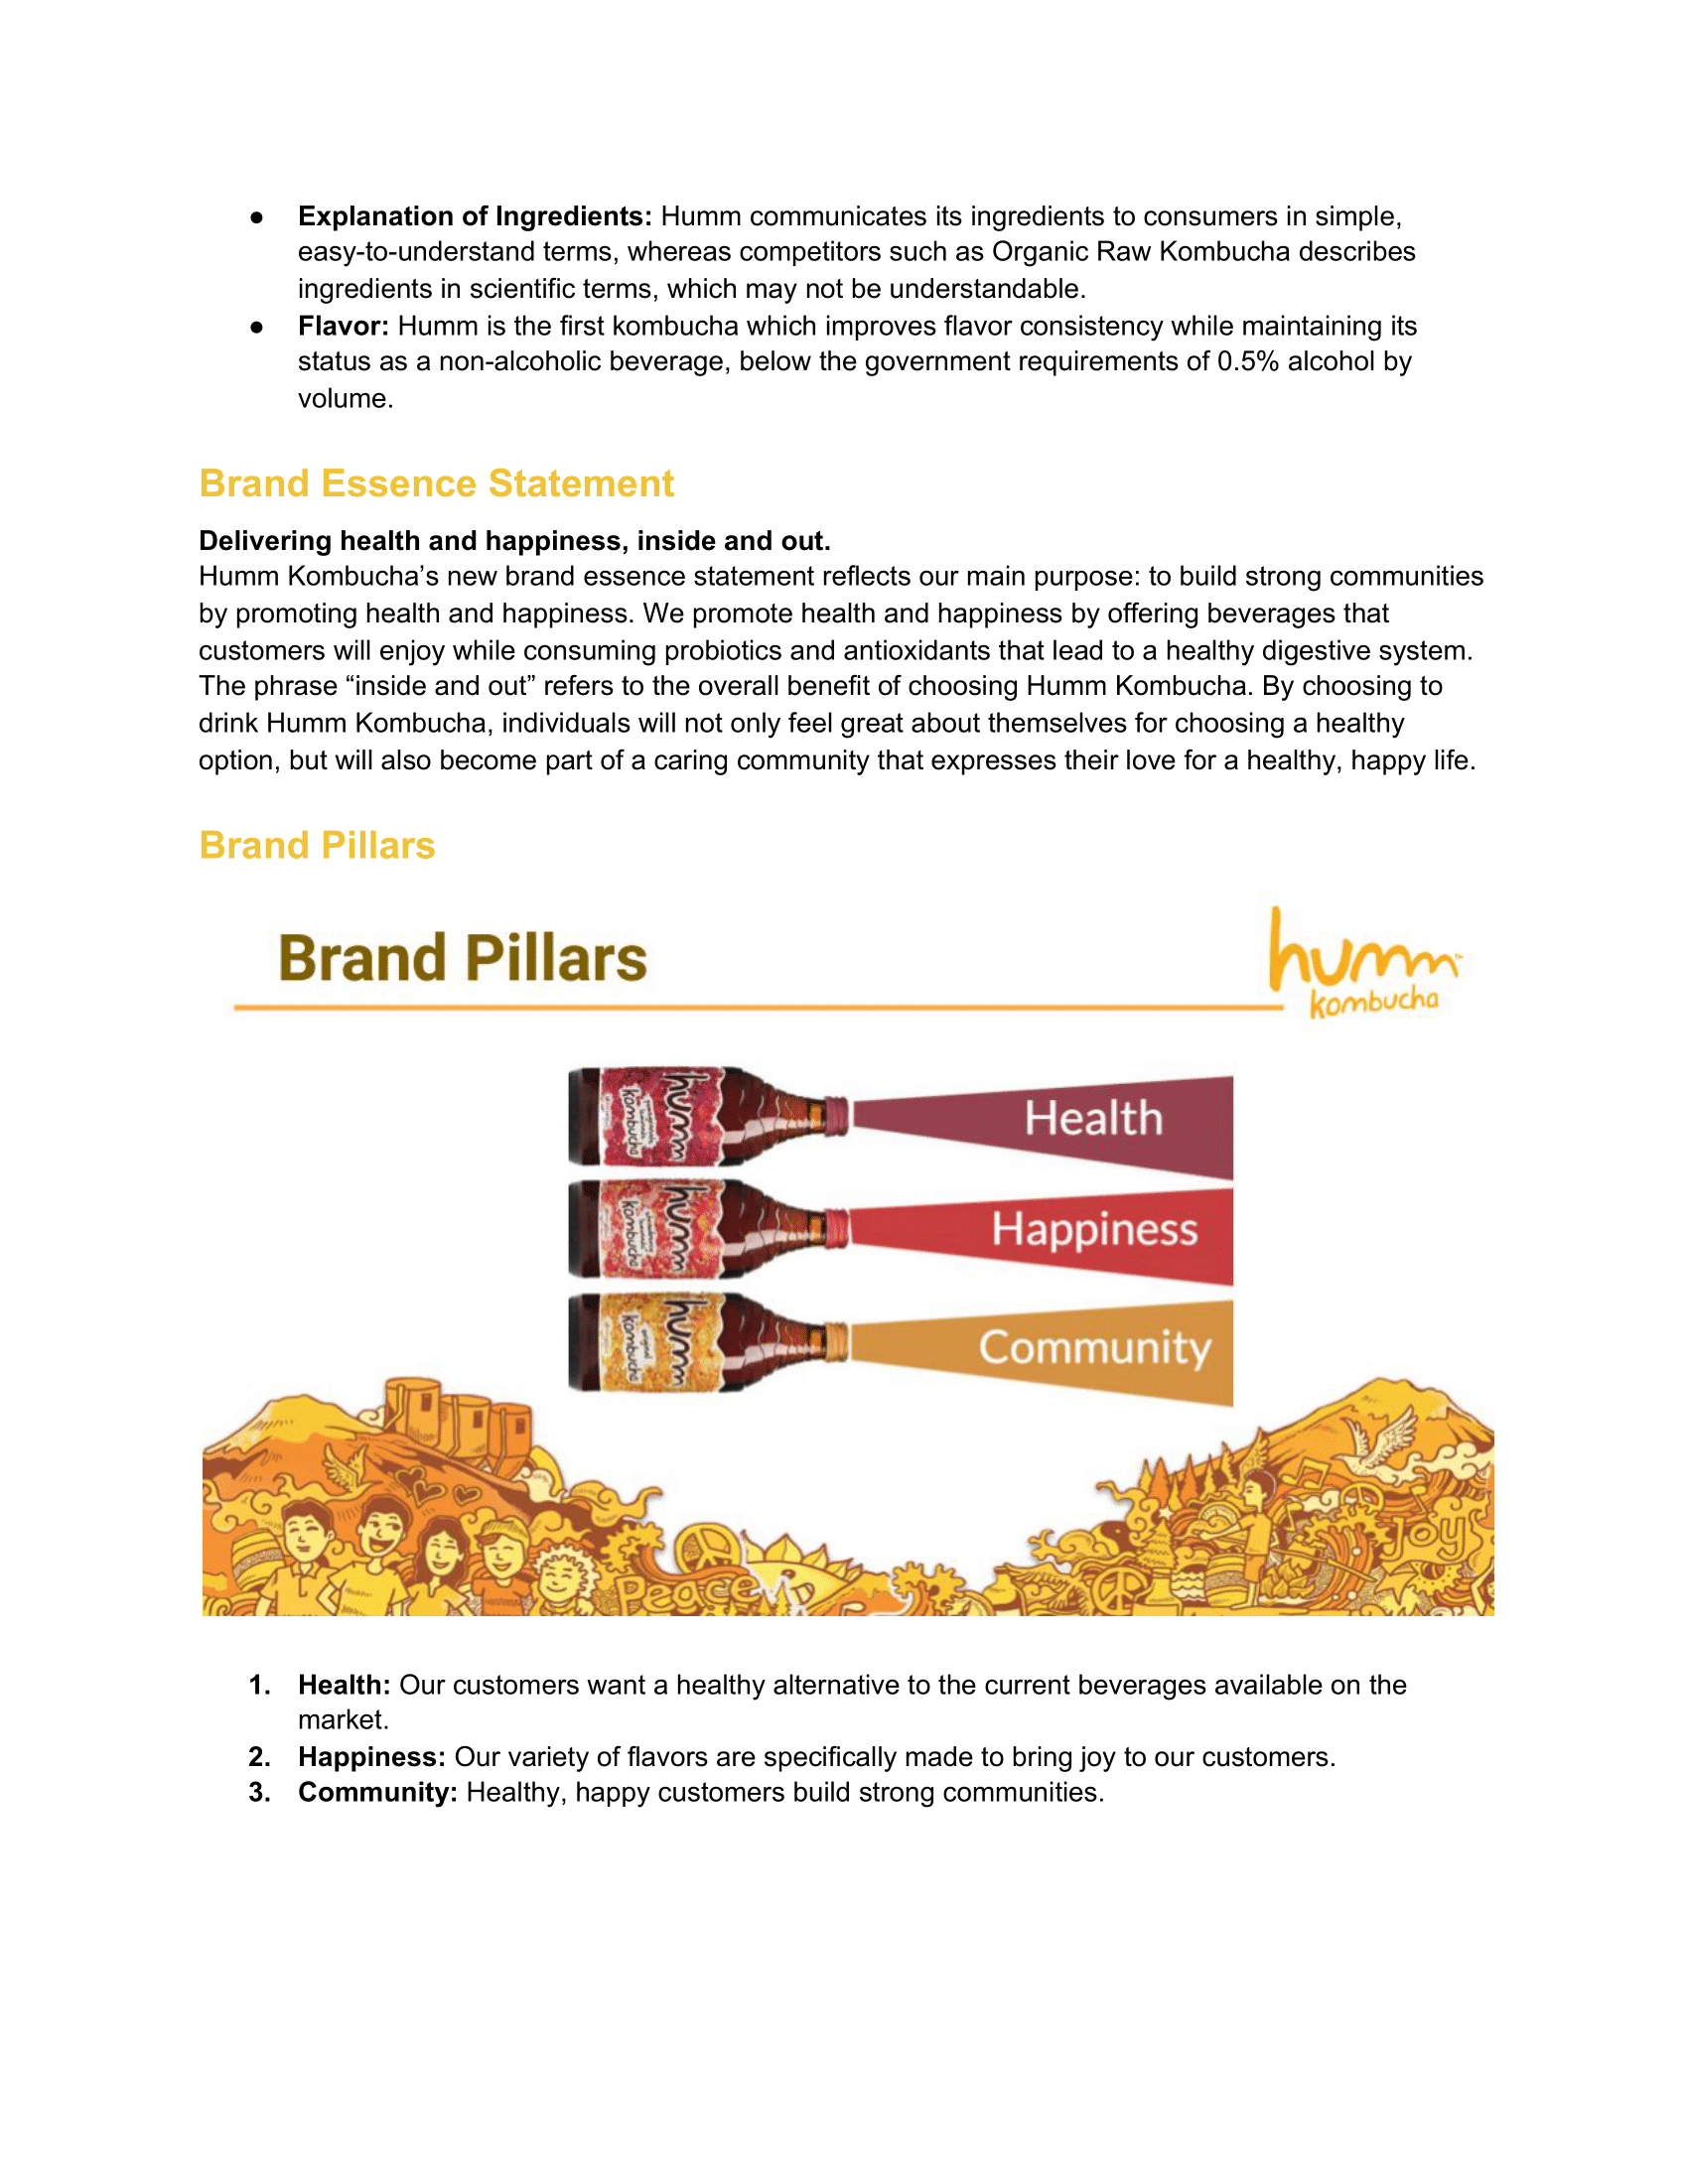 ● Explanation of Ingredients: Humm communicates its ingredients to consumers in simple,
easy-to-understand terms, whereas competitors such as Organic Raw Kombucha describes
ingredients in scientific terms, which may not be understandable.
● Flavor: Humm is the first kombucha which improves flavor consistency while maintaining its
status as a non-alcoholic beverage, below the government requirements of 0.5% alcohol by
volume.
Brand Essence Statement
Delivering health and happiness, inside and out.
Humm Kombucha’s new brand essence statement reflects our main purpose: to build strong communities
by promoting health and happiness. We promote health and happiness by offering beverages that
customers will enjoy while consuming probiotics and antioxidants that lead to a healthy digestive system.
The phrase “inside and out” refers to the overall benefit of choosing Humm Kombucha. By choosing to
drink Humm Kombucha, individuals will not only feel great about themselves for choosing a healthy
option, but will also become part of a caring community that expresses their love for a healthy, happy life.
Brand Pillars
Brand Pillars
humm
kombucha
humm
kombucha
Health
humm
kombucha
Happiness
humm
original
kombucha
Community
Peace
Joy
1. Health: Our customers want a healthy alternative to the current beverages available on the
market.
2. Happiness: Our variety of flavors are specifically made to bring joy to our customers.
3. Community: Healthy, happy customers build strong communities.